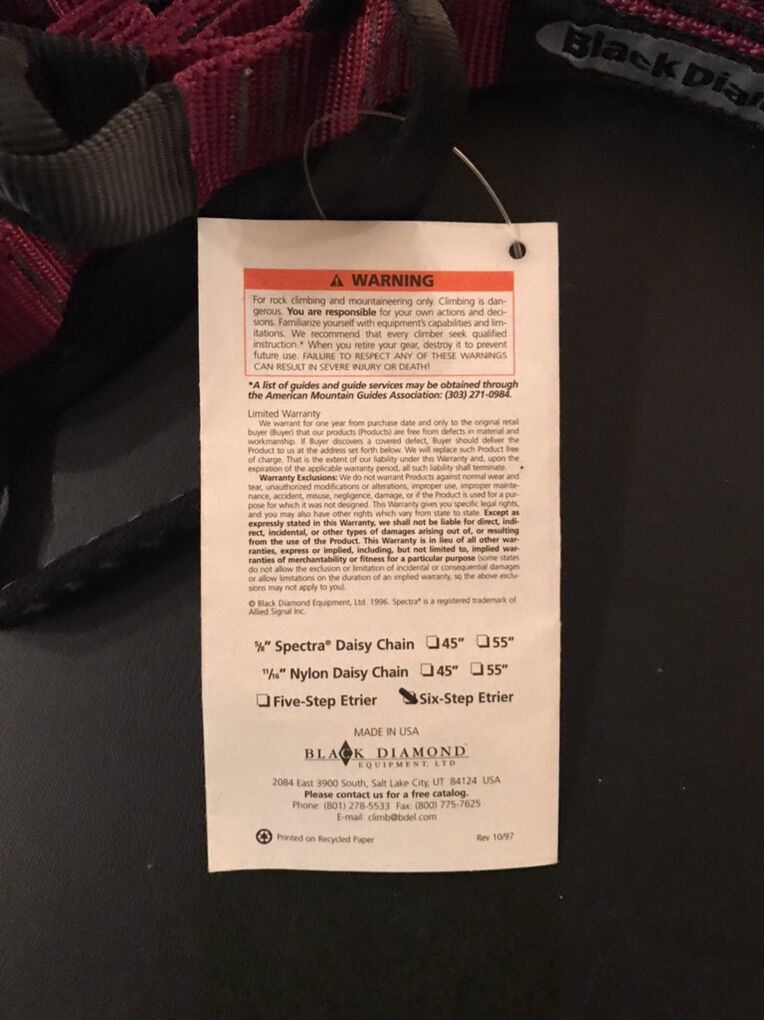 Black Dia
⚠ WARNING
For rock climbing and mountaineering only. Climbing is dan-
gerous. You are responsible for your own actions and deci-
sions. Familiarize yourself with equipment's capabilities and lim-
itations. We recommend that every climber seek qualified
instruction.* When you retire your gear, destroy it to prevent
future use. FAILURE TO RESPECT ANY OF THESE WARNINGS
CAN RESULT IN SEVERE INJURY OR DEATH!
*A list of guides and guide services may be obtained through
the American Mountain Guides Association: (303) 271-0984.
Limited Warranty
We warrant for one year from purchase date and only to the original retail
buyer (Buyer) that our products (Products) are free from defects in material and
workmanship. If Buyer discovers a covered defect, Buyer should deliver the
Product to us at the address set forth below. We will replace such Product free
of charge. That is the extent of our liability under this Warranty and, upon the
expiration of the applicable warranty period, all such liability shall terminate.
Warranty Exclusions: We do not warrant Products against normal wear and
tear, unauthorized modifications or alterations, improper use, improper mainte-
nance, accident, misuse, negligence, damage, or if the Product is used for a pur-
pose for which it was not designed. This Warranty gives you specific legal rights,
and you may also have other rights which vary from state to state. Except as
expressly stated in this Warranty, we shall not be liable for direct, indi-
rect, incidental, or other types of damages arising out of, or resulting
from the use of the Product. This Warranty is in lieu of all other war-
ranties, express or implied, including, but not limited to, implied war-
ranties of merchantability or fitness for a particular purpose (some states
do not allow the exclusion or limitation of incidental or consequential damages
or allow limitations on the duration of an implied warranty, so the above exclu-
sions may not apply to you).
© Black Diamond Equipment, Ltd. 1996. Spectra® is a registered trademark of
Allied Signal Inc.
5/8" Spectra® Daisy Chain ❏45" ❏55"
11/16" Nylon Daisy Chain ❏45" ❏55"
❏Five-Step Etrier Six-Step Etrier
MADE IN USA
BLACK DIAMOND
EQUIPMENT, LTD.
2084 East 3900 South, Salt Lake City, UT 84124 USA
Please contact us for a free catalog.
Phone: (801) 278-5533 Fax: (800) 775-7625
E-mail: climb@bdel.com
Printed on Recycled Paper Rev 10/97